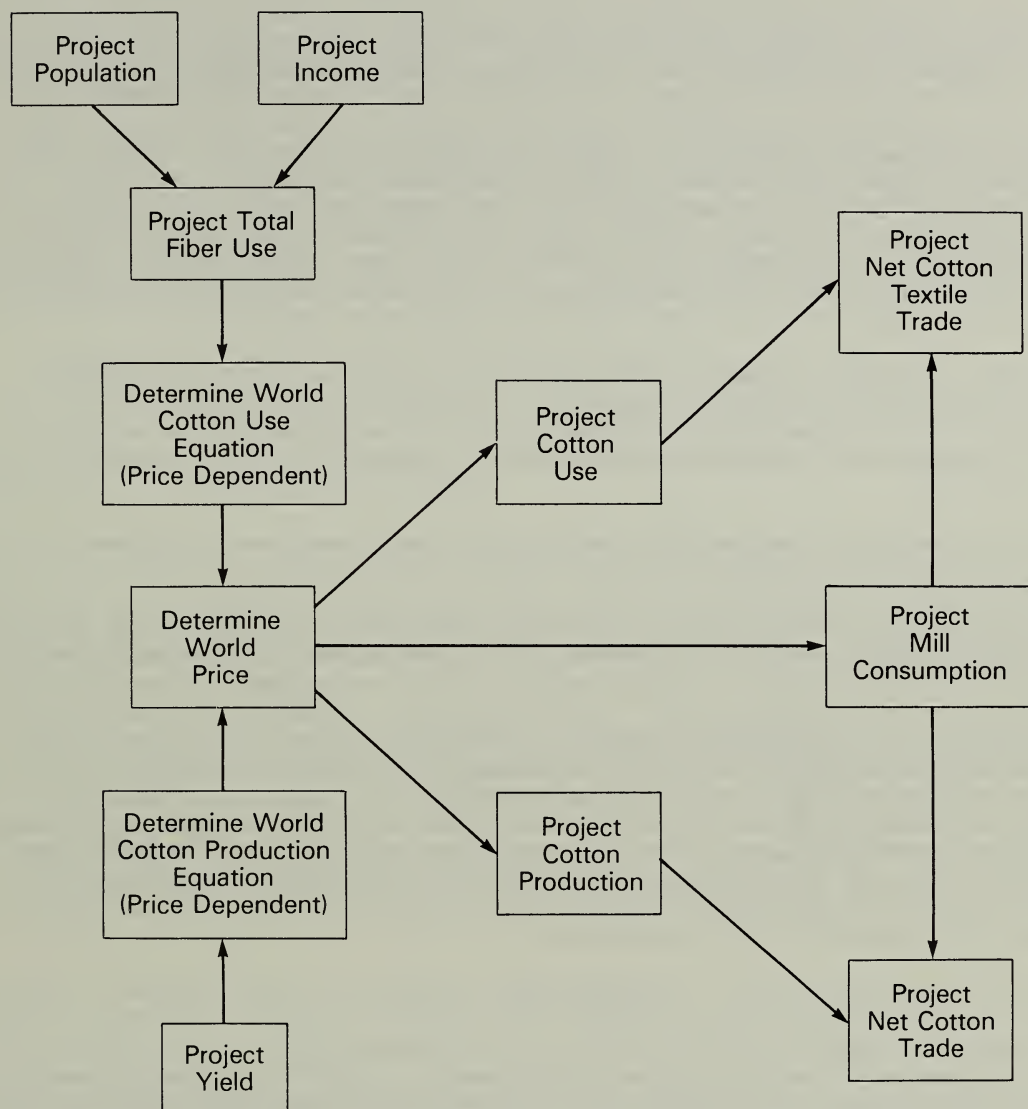 Project
Population
Project
Income
Project Total
Fiber Use
Determine World
Cotton Use
Equation
(Price Dependent)
Determine
World
Price
Determine World
Cotton Production
Equation
(Price Dependent)
Project
Yield
Project
Cotton
Use
Project
Cotton
Production
Project
Net Cotton
Textile
Trade
Project
Mill
Consumption
Project
Net Cotton
Trade